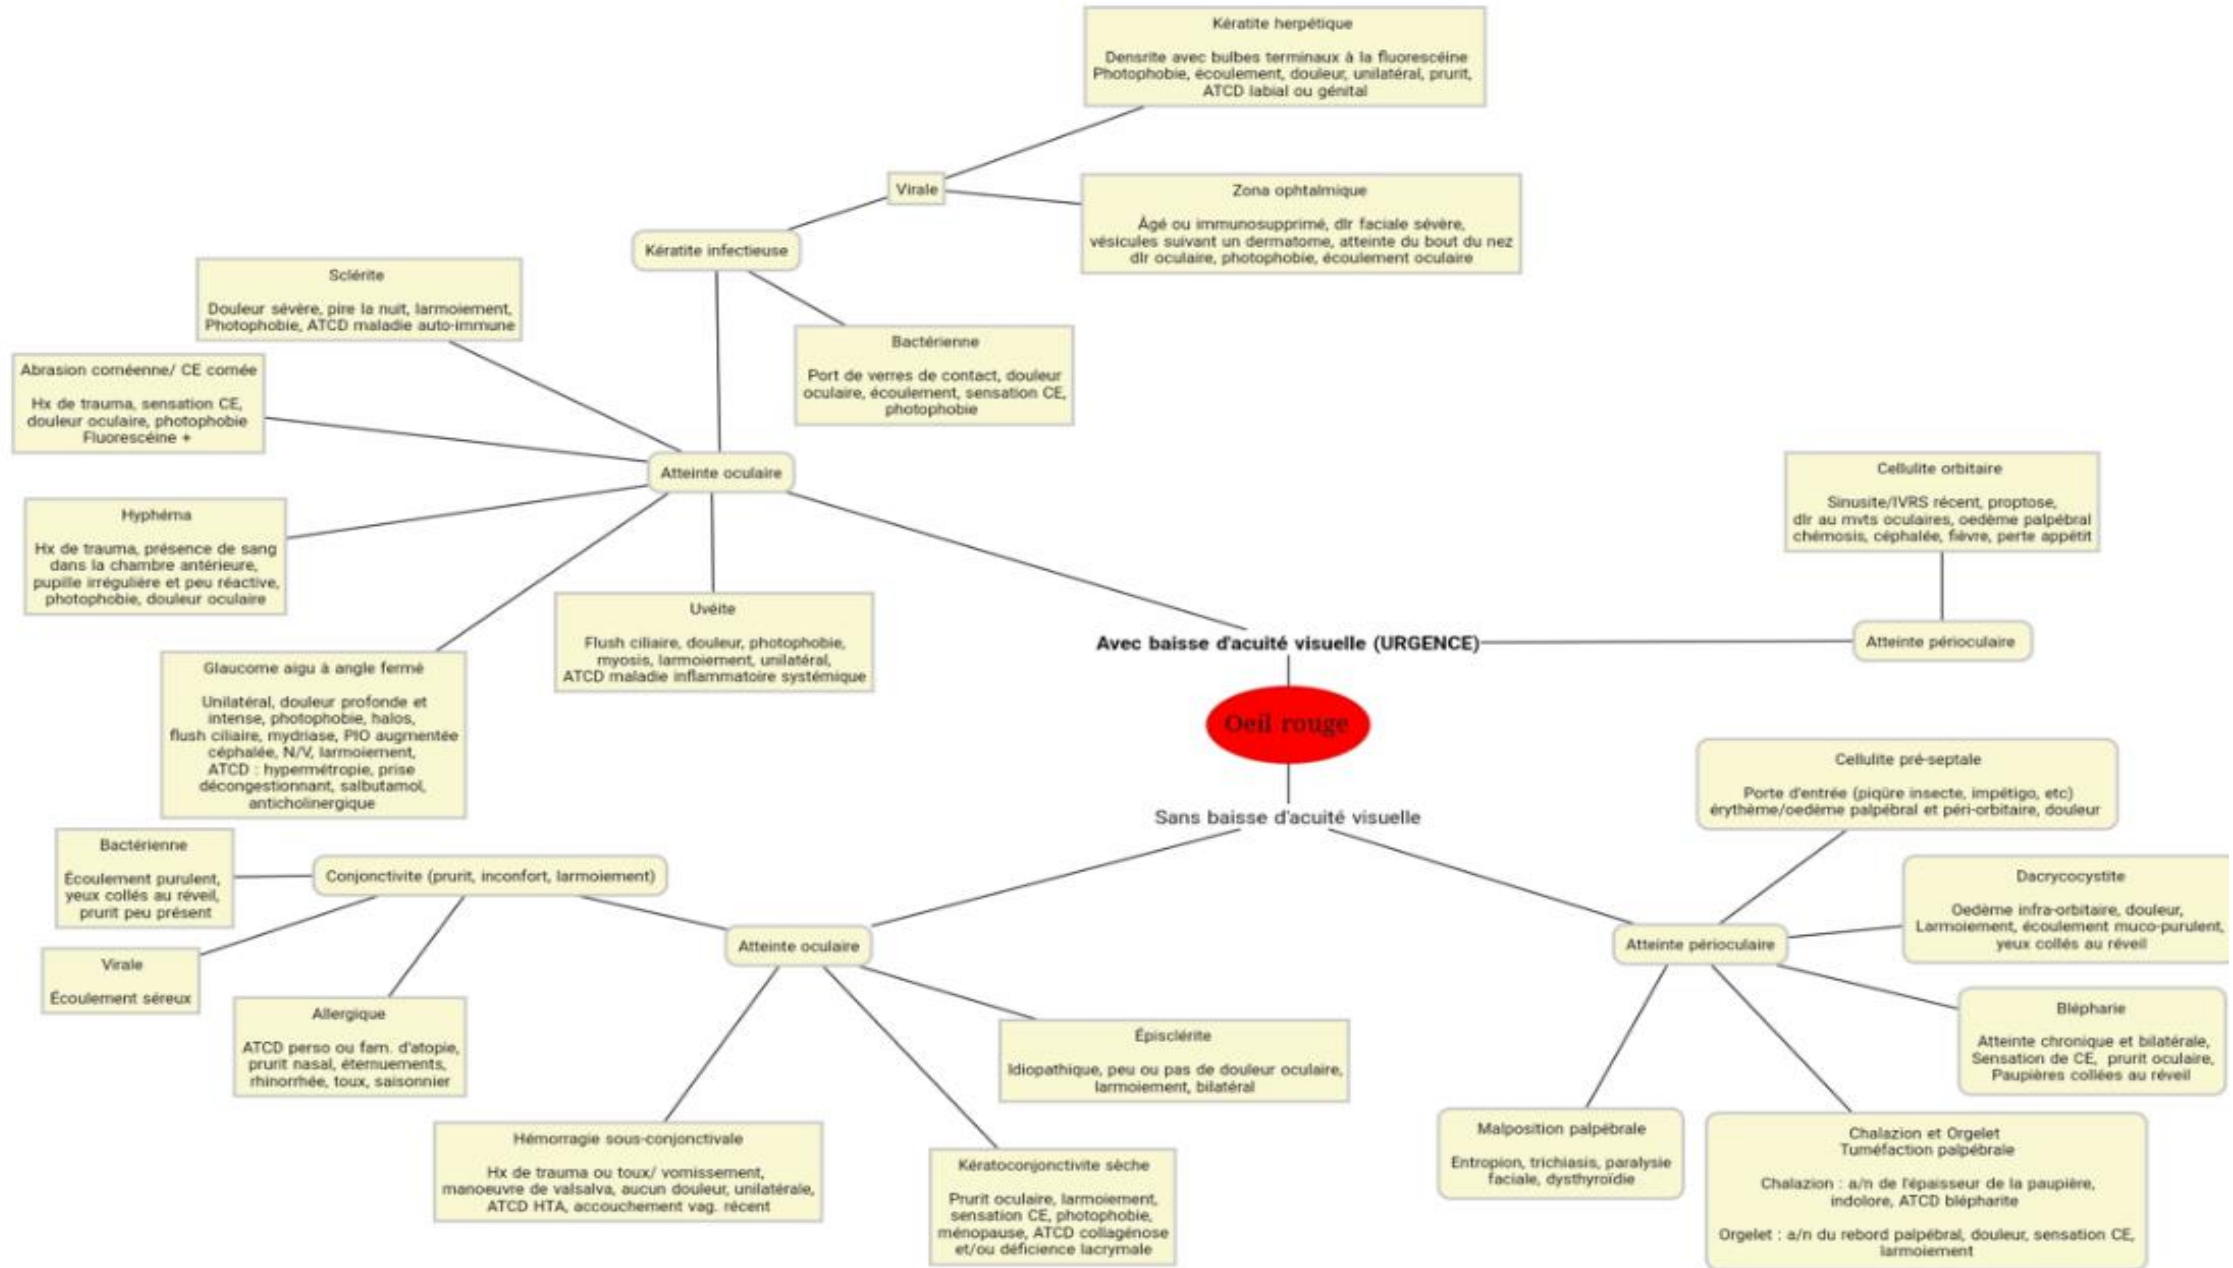 Kératite herpétique
Densrite avec bulbes terminaux à la fluorescéine
Photophobie, écoulement, douleur, unilatéral, prurit,
ATCD labial ou génital
Virale
Zona ophtalmique
Âgé ou immunosupprimé, dlr faciale sévère,
vésicules suivant un dermatome, atteinte du bout du nez
dlr oculaire, photophobie, écoulement oculaire
Kératite infectieuse
Sclérite
Douleur sévère, pire la nuit, larmoiement,
Photophobie, ATCD maladie auto-immune
Bactérienne
Port de verres de contact, douleur
oculaire, écoulement, sensation CE,
photophobie
Abrasion cornéenne/ CE cornée
Hx de trauma, sensation CE,
douleur oculaire, photophobie
Fluorescéine +
Atteinte oculaire
Cellulite orbitaire
Sinusite/IVRS récent, proptose,
dlr au mvts oculaires, oedème palpébral
chémosis, céphalée, fièvre, perte appétit
Hyphéma
Hx de trauma, présence de sang
dans la chambre antérieure,
pupille irrégulière et peu réactive,
photophobie, douleur oculaire
Uvéite
Flush ciliaire, douleur, photophobie,
myosis, larmoiement, unilatéral,
ATCD maladie inflammatoire systémique
Avec baisse d'acuité visuelle (URGENCE)
Atteinte périoculaire
Glaucome aigu à angle fermé
Unilatéral, douleur profonde et
intense, photophobie, halos,
flush ciliaire, mydriase, PIO augmentée
céphalée, N/V, larmoiement,
ATCD : hypermétropie, prise
décongestionnant, salbutamol,
anticholinergique
Oeil rouge
Sans baisse d'acuité visuelle
Cellulite pré-septale
Porte d'entrée (piqûre insecte, impétigo, etc)
érythème/oedème palpébral et péri-orbitaire, douleur
Bactérienne
Écoulement purulent,
yeux collés au réveil,
prurit peu présent
Conjonctivite (prurit, inconfort, larmoiement)
Dacrycocystite
Oedème infra-orbitaire, douleur,
Larmoiement, écoulement muco-purulent,
yeux collés au réveil
Atteinte oculaire
Atteinte périoculaire
Virale
Écoulement séreux
Allergique
ATCD perso ou fam. d'atopie,
prurit nasal, éternuements,
rhinorrhée, toux, saisonnier
Épisclérite
Idiopathique, peu ou pas de douleur oculaire,
larmoiement, bilatéral
Blépharie
Atteinte chronique et bilatérale,
Sensation de CE, prurit oculaire,
Paupières collées au réveil
Hémorragie sous-conjonctivale
Hx de trauma ou toux/ vomissement,
manoeuvre de valsalva, aucun douleur, unilatérale,
ATCD HTA, accouchement vag. récent
Kératoconjonctivite sèche
Prurit oculaire, larmoiement,
sensation CE, photophobie,
ménopause, ATCD collagénose
et/ou déficience lacrymale
Malposition palpébrale
Entropion, trichiasis, paralysie
faciale, dysthyroïdie
Chalazion et Orgelet
Tuméfaction palpébrale
Chalazion : a/n de l'épaisseur de la paupière,
indolore, ATCD blépharite
Orgelet : a/n du rebord palpébral, douleur, sensation CE,
larmoiement